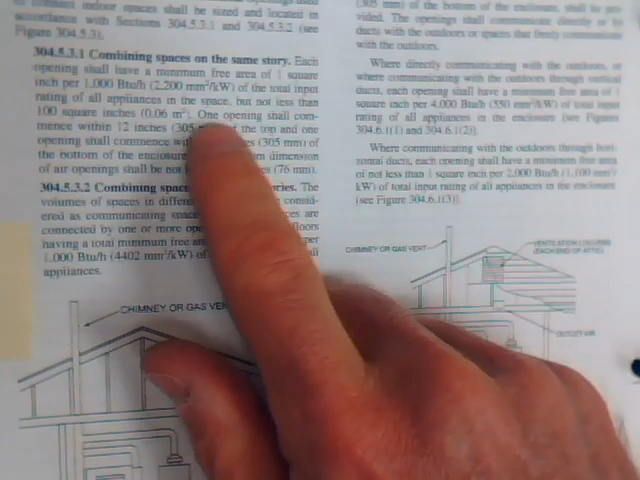 connect indoor spaces shall be sized and located in
accordance with Sections 304.5.3.1 and 304.5.3.2 (see
Figure 304.5.3).
304.5.3.1 Combining spaces on the same story. Each
opening shall have a minimum free area of 1 square
inch per 1,000 Btu/h (2,200 mm²/kW) of the total input
rating of all appliances in the space, but not less than
100 square inches (0.06 m²). One opening shall com-
mence within 12 inches (305 the top and one
opening shall commence wit (305 mm) of
the bottom of the enclosure dimension
of air openings shall be not (76 mm).
304.5.3.2 Combining spac ories. The
volumes of spaces in differe consid-
ered as communicating space ces are
connected by one or more op floors
having a total minimum free are per
1,000 Btu/h (4402 mm²/kW) of all
appliances.
CHIMNEY OR GAS VEN
(305 mm) of the bottom of the enclosure, shall be pro-
vided. The openings shall communicate directly
ducts with the outdoors or spaces that freely communicate
with the outdoors.
Where directly communicating with the outdoors, or
where communicating with the outdoors through vertical
ducts, each opening shall have a minimum free area of 1
square inch per 4,000 Btu/h (550 mm²/kW) of total input
rating of all appliances in the enclosure [see Figures
304.6.1(1) and 304.6.1(2)].
Where communicating with the outdoors through hori-
zontal ducts, each opening shall have a minimum free area
of not less than 1 square inch per 2,000 Btu/h (1,100 mm²/
kW) of total input rating of all appliances in the enclosure
[see Figure 304.6.1(3)].
CHIMNEY OR GAS VENT
VENTILATION LOUVERS
(EACH END OF ATTIC)
OUTLET AIR